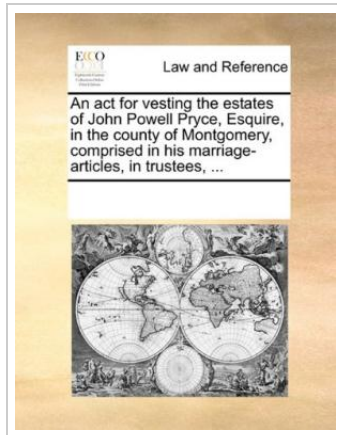 ECCO
Law and Reference
An act for vesting the estates
of John Powell Pryce, Esquire,
in the county of Montgomery,
comprised in his marriage-
articles, in trustees, ...